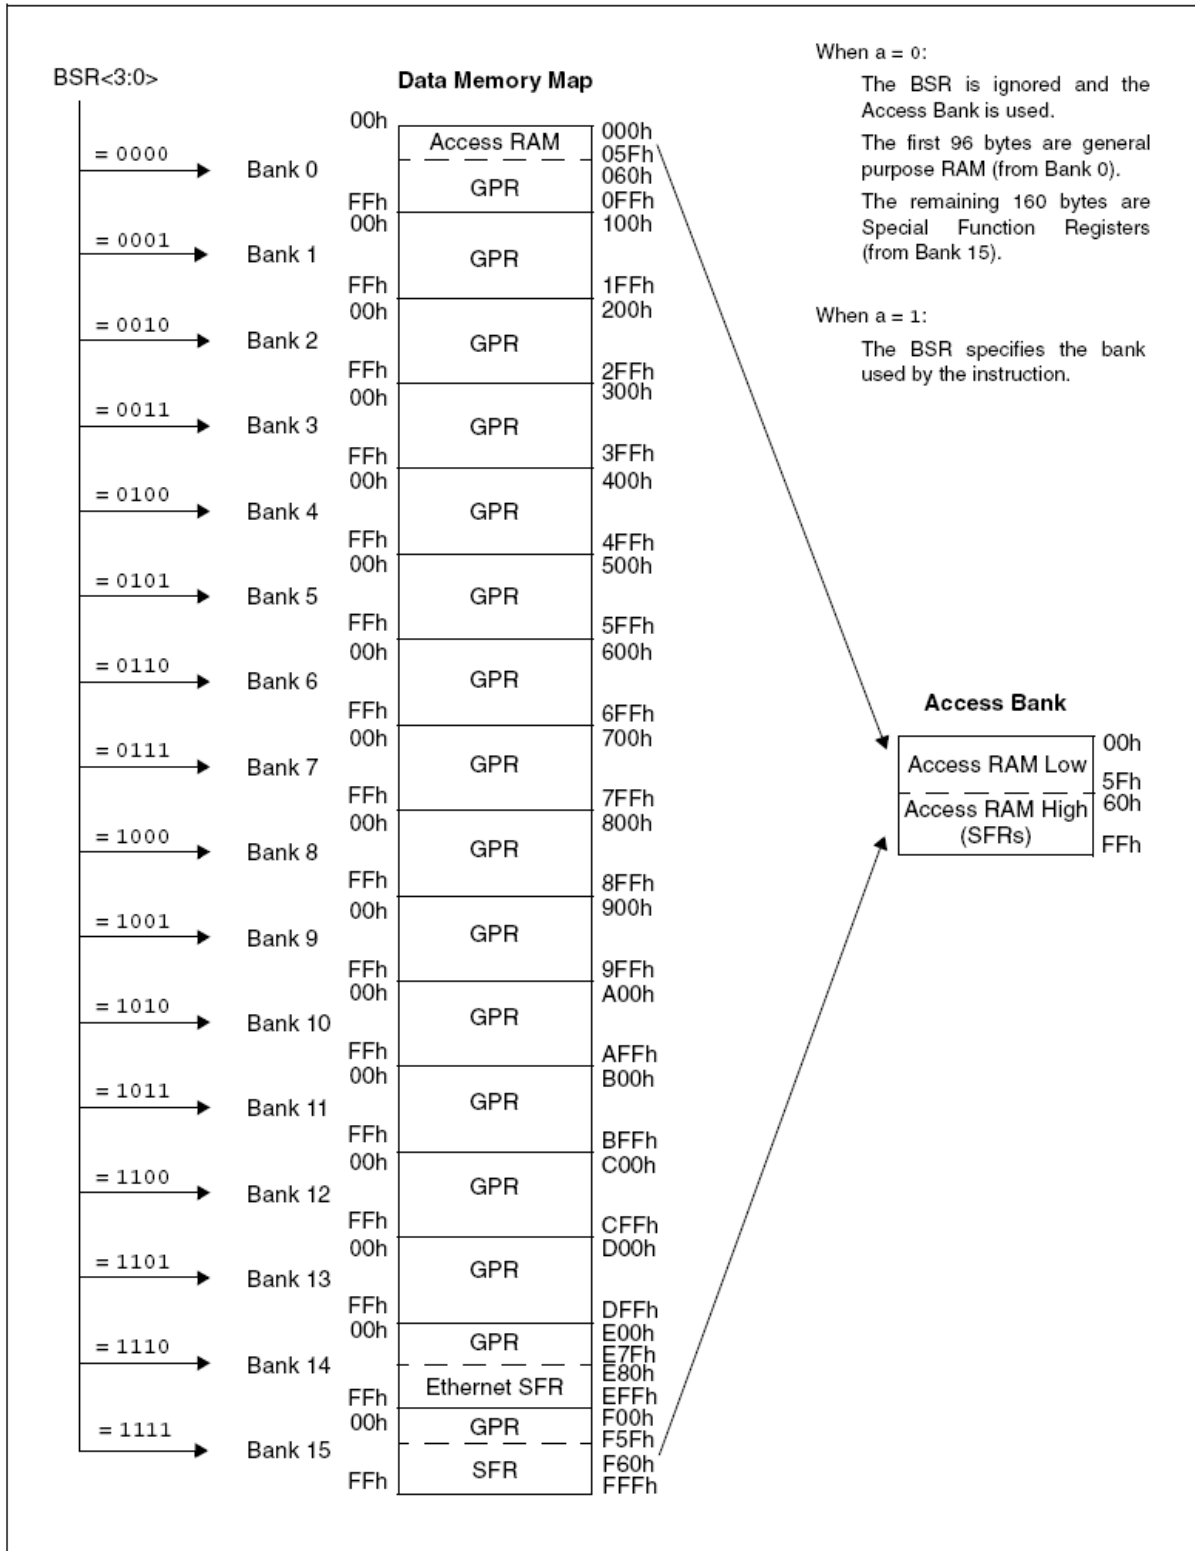 BSR<3:0>
Data Memory Map
When a = 0:
The BSR is ignored and the
Access Bank is used.
The first 96 bytes are general
purpose RAM (from Bank 0).
The remaining 160 bytes are
Special Function Registers
(from Bank 15).
When a = 1:
The BSR specifies the bank
used by the instruction.
= 0000
Bank 0
00h
Access RAM
000h
05Fh
GPR
060h
FFh
0FFh
= 0001
Bank 1
00h
GPR
100h
FFh
1FFh
= 0010
Bank 2
00h
GPR
200h
FFh
2FFh
= 0011
Bank 3
00h
GPR
300h
FFh
3FFh
= 0100
Bank 4
00h
GPR
400h
FFh
4FFh
= 0101
Bank 5
00h
GPR
500h
FFh
5FFh
= 0110
Bank 6
00h
GPR
600h
FFh
6FFh
= 0111
Bank 7
00h
GPR
700h
FFh
7FFh
= 1000
Bank 8
00h
GPR
800h
FFh
8FFh
= 1001
Bank 9
00h
GPR
900h
FFh
9FFh
= 1010
Bank 10
00h
GPR
A00h
FFh
AFFh
= 1011
Bank 11
00h
GPR
B00h
FFh
BFFh
= 1100
Bank 12
00h
GPR
C00h
FFh
CFFh
= 1101
Bank 13
00h
GPR
D00h
FFh
DFFh
= 1110
Bank 14
00h
GPR
E00h
E7Fh
Ethernet SFR
E80h
FFh
EFFh
= 1111
Bank 15
00h
GPR
F00h
F5Fh
SFR
F60h
FFh
FFFh
Access Bank
Access RAM Low
00h
5Fh
Access RAM High
(SFRs)
60h
FFh